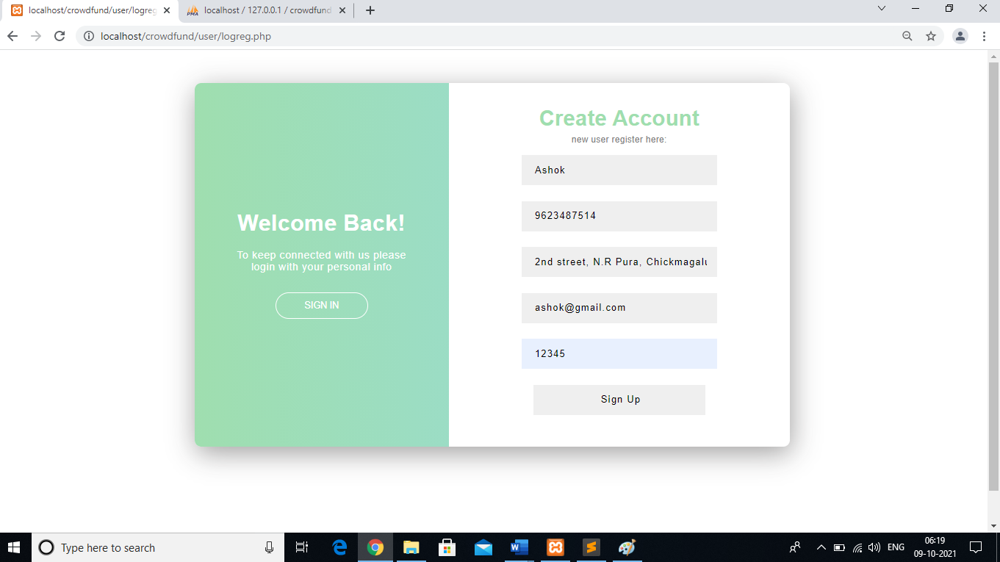 localhost/crowdfund/user/logreg
localhost / 127.0.0.1 / crowdfund
PMA
localhost/crowdfund/user/logreg.php
Create Account
new user register here:
Ashok
9623487514
2nd street, N.R Pura, Chickmagalu
ashok@gmail.com
12345
Sign Up
Welcome Back!
To keep connected with us please
login with your personal info
SIGN IN
Type here to search
ENG
06:19
09-10-2021